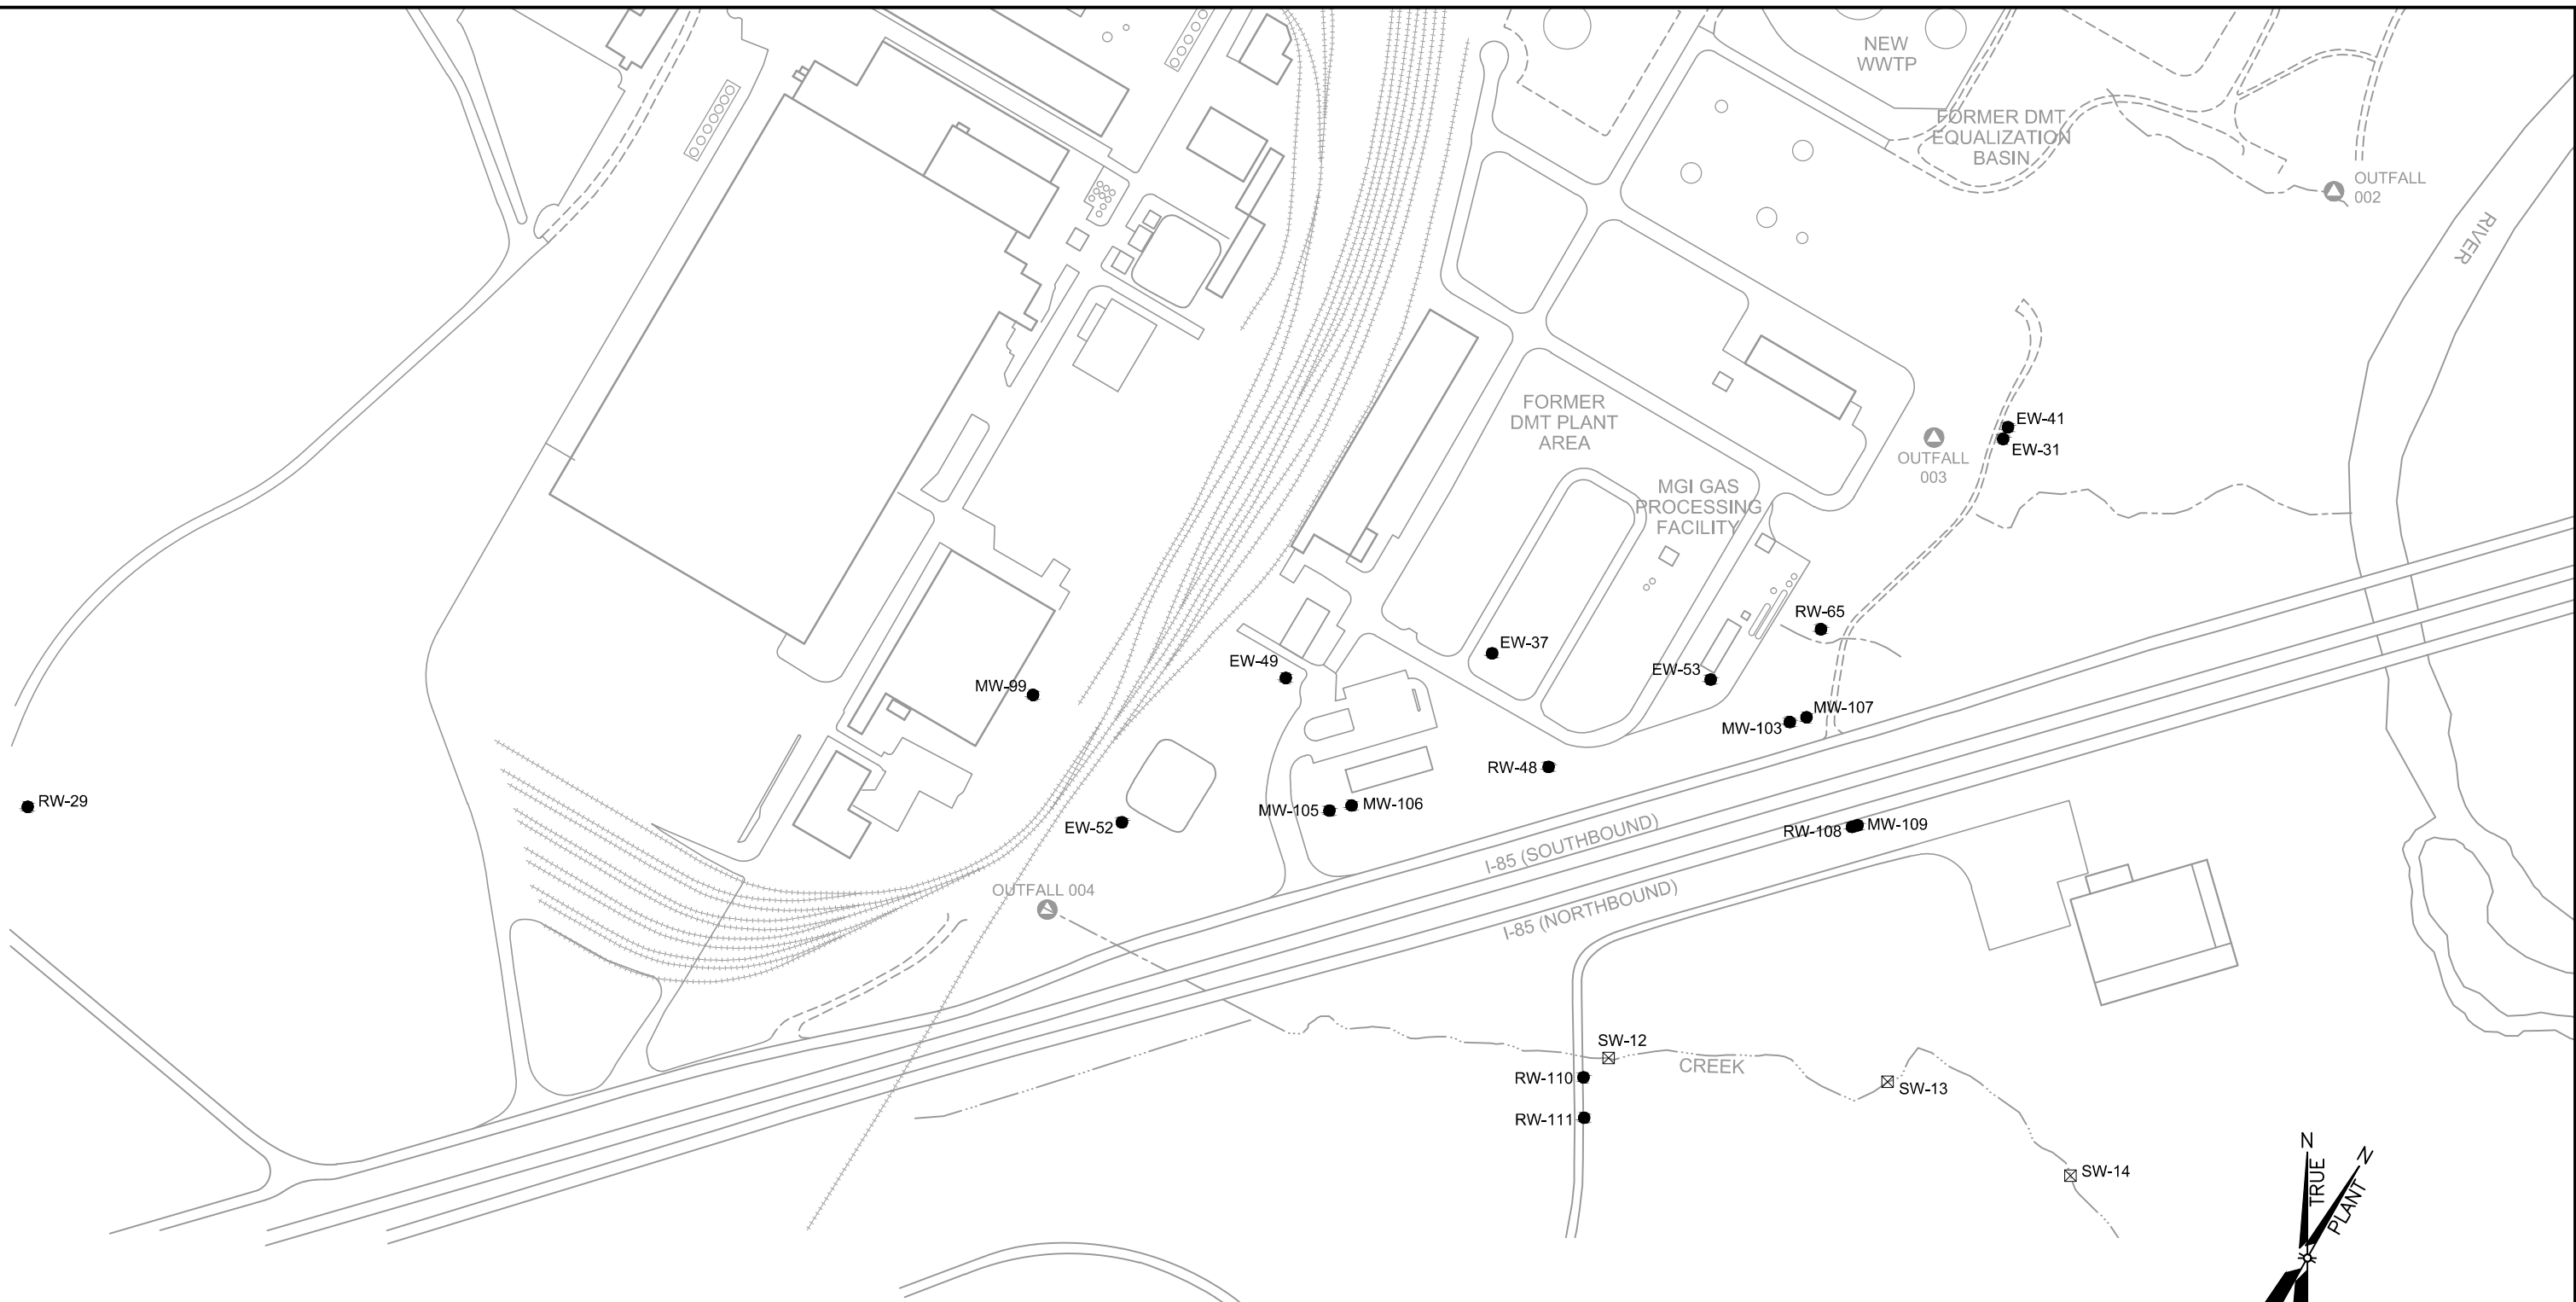 NEW
WWTP
FORMER DMT
EQUALIZATION
BASIN
OUTFALL
002
RIVER
FORMER
DMT PLANT
AREA
EW-41
EW-31
OUTFALL
003
MGI GAS
PROCESSING
FACILITY
RW-65
EW-37
EW-49
EW-53
MW-99
MW-107
MW-103
RW-48
RW-29
MW-105
MW-106
EW-52
RW-108
MW-109
I-85 (SOUTHBOUND)
OUTFALL 004
I-85 (NORTHBOUND)
SW-12
CREEK
RW-110
SW-13
RW-111
SW-14
N
TRUE
N
PLANT